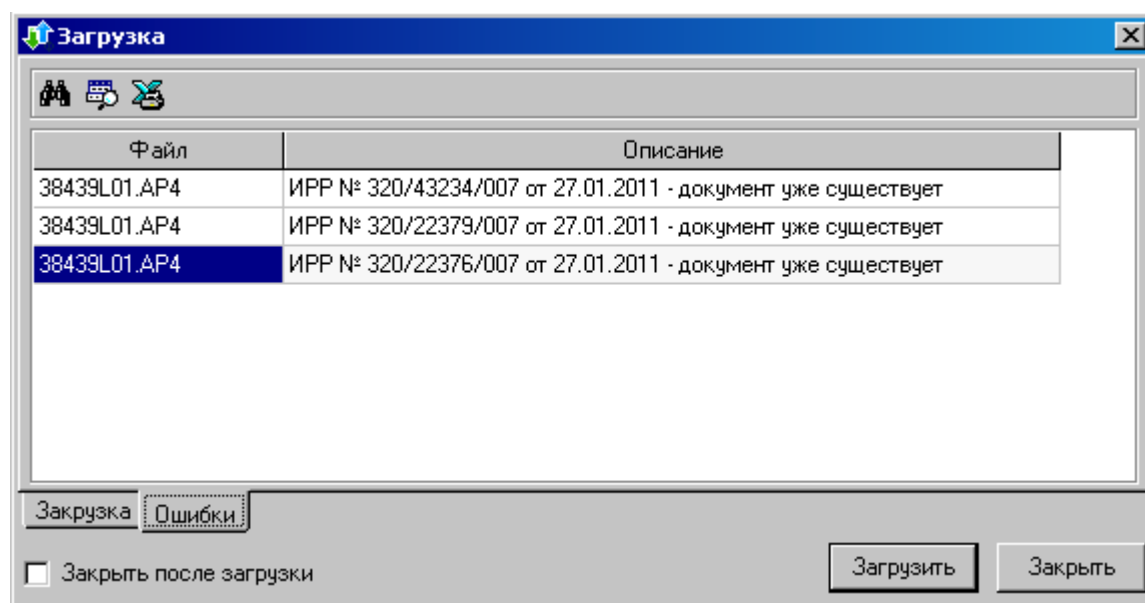 Загрузка
Файл Описание
38439L01.AP4 ИРР № 320/43234/007 от 27.01.2011 - документ уже существует
38439L01.AP4 ИРР № 320/22379/007 от 27.01.2011 - документ уже существует
38439L01.AP4 ИРР № 320/22376/007 от 27.01.2011 - документ уже существует
Закрузка Ошибки
Закрыть после загрузки Загрузить Закрыть